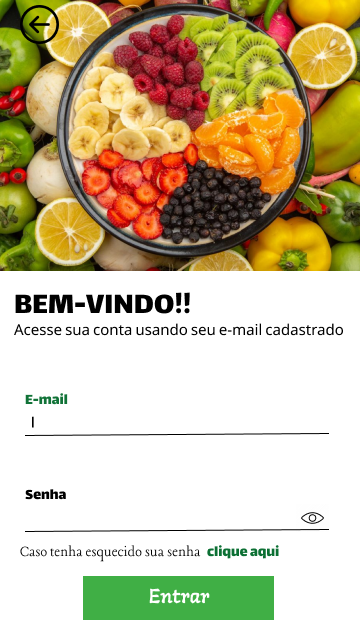 BEM-VINDO!!
Acesse sua conta usando seu e-mail cadastrado
E-mail
Senha
Caso tenha esquecido sua senha clique aqui
Entrar